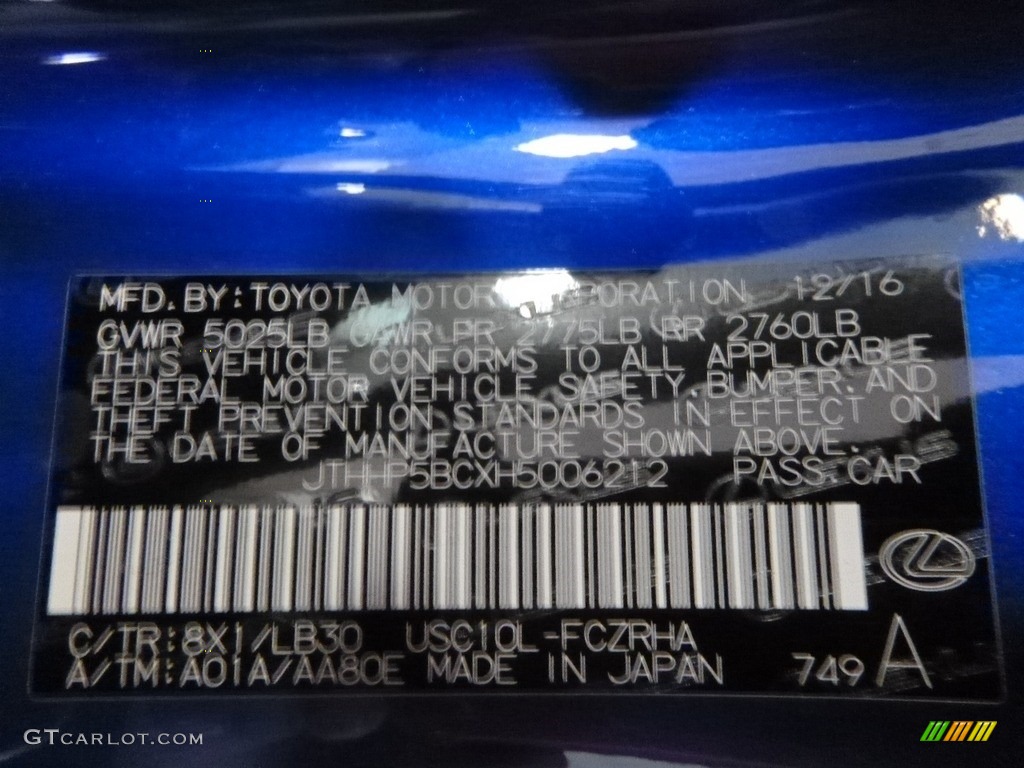 MFD.BY:TOYOTA MOTOR CORPORATION 12/16
GVWR 5025LB GAWR FR 2775LB RR 2760LB
THIS VEHICLE CONFORMS TO ALL APPLICABLE
FEDERAL MOTOR VEHICLE SAFETY,BUMPER,AND
THEFT PREVENTION STANDARDS IN EFFECT ON
THE DATE OF MANUFACTURE SHOWN ABOVE.
JTHHP5BCXH5006212 PASS.CAR
C/TR:8X1/LB30 USC10L-FCZRHA
A/TM:A01A/AA80E MADE IN JAPAN 749 A
GTCARLOT.COM